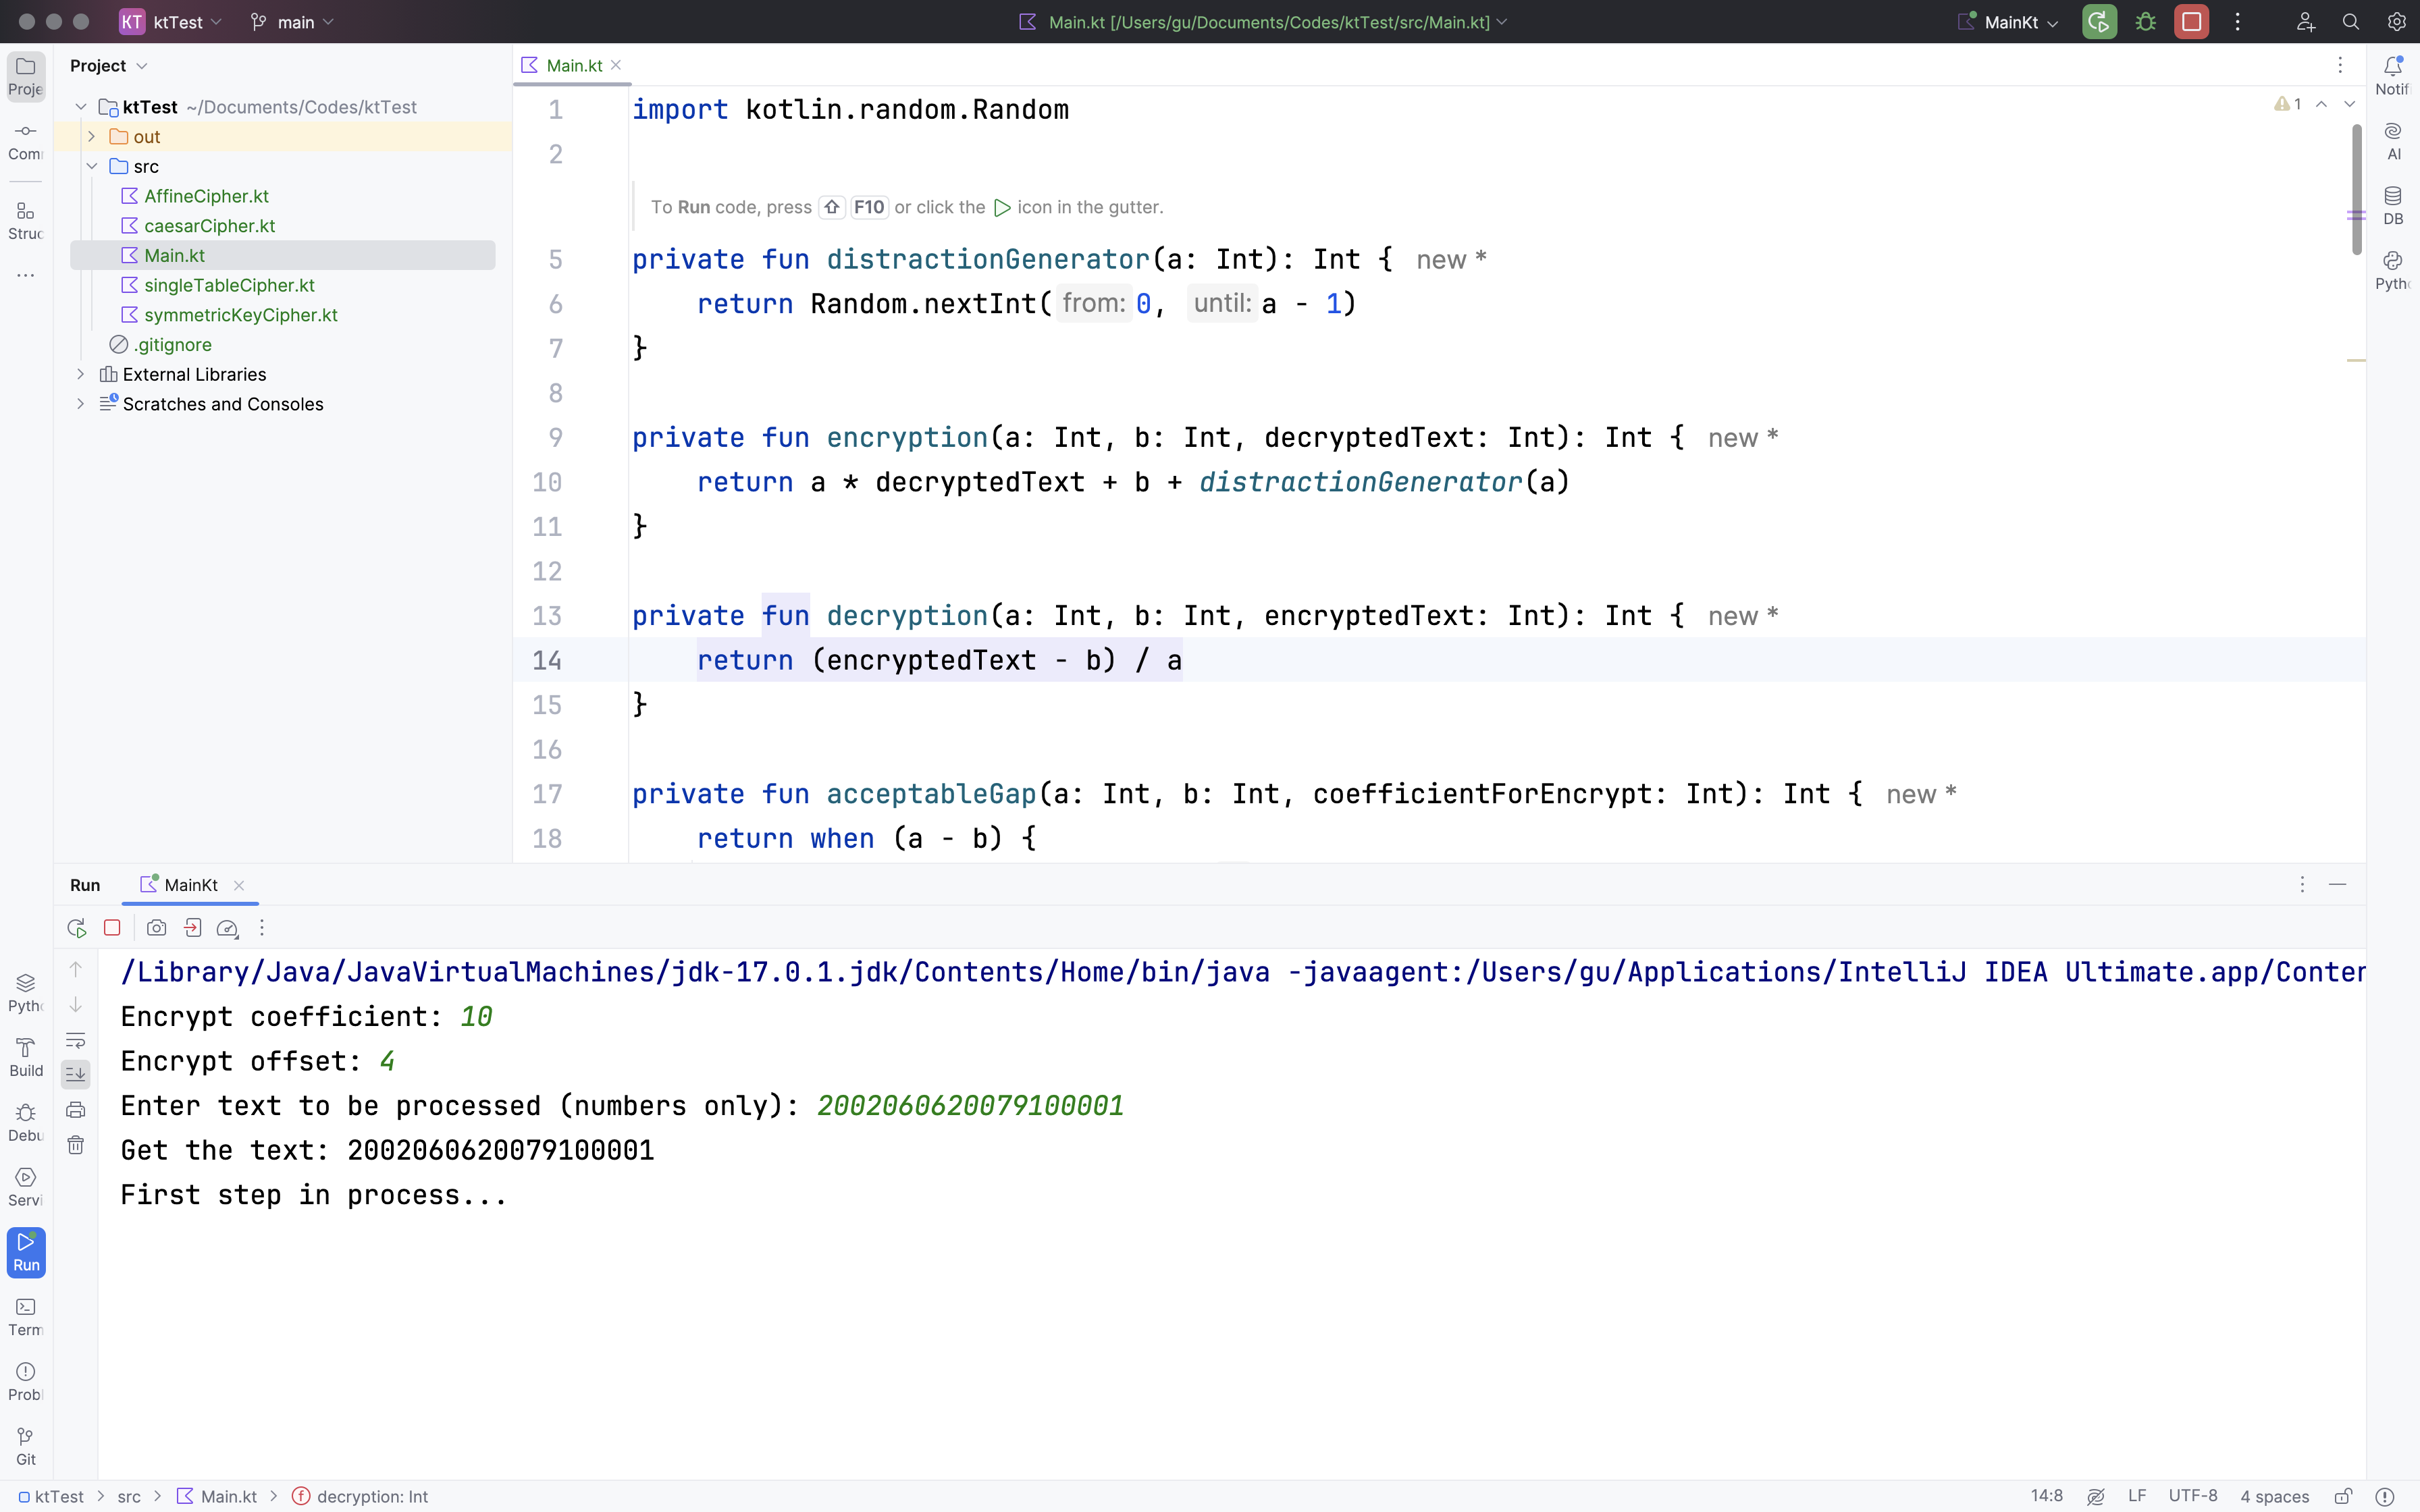 KT ktTest main Main.kt [/Users/gu/Documents/Codes/ktTest/src/Main.kt] MainKt
Project
Main.kt
ktTest ~/Documents/Codes/ktTest
out
src
AffineCipher.kt
caesarCipher.kt
Main.kt
singleTableCipher.kt
symmetricKeyCipher.kt
.gitignore
External Libraries
Scratches and Consoles
Proje
Comr
Struc
1
Notif
AI
DB
Pytho
1 import kotlin.random.Random
2
To Run code, press ⇧ F10 or click the icon in the gutter.
5 private fun distractionGenerator(a: Int): Int { new *
6 return Random.nextInt( from: 0, until: a - 1)
7 }
8
9 private fun encryption(a: Int, b: Int, decryptedText: Int): Int { new *
10 return a * decryptedText + b + distractionGenerator(a)
11 }
12
13 private fun decryption(a: Int, b: Int, encryptedText: Int): Int { new *
14 return (encryptedText - b) / a
15 }
16
17 private fun acceptableGap(a: Int, b: Int, coefficientForEncrypt: Int): Int { new *
18 return when (a - b) {
Run MainKt
/Library/Java/JavaVirtualMachines/jdk-17.0.1.jdk/Contents/Home/bin/java -javaagent:/Users/gu/Applications/IntelliJ IDEA Ultimate.app/Conten
Encrypt coefficient: 10
Encrypt offset: 4
Enter text to be processed (numbers only): 2002060620079100001
Get the text: 2002060620079100001
First step in process...
Pytho
Build
Debu
Servi
Run
Term
Probl
Git
ktTest > src > Main.kt > decryption: Int
14:8 LF UTF-8 4 spaces